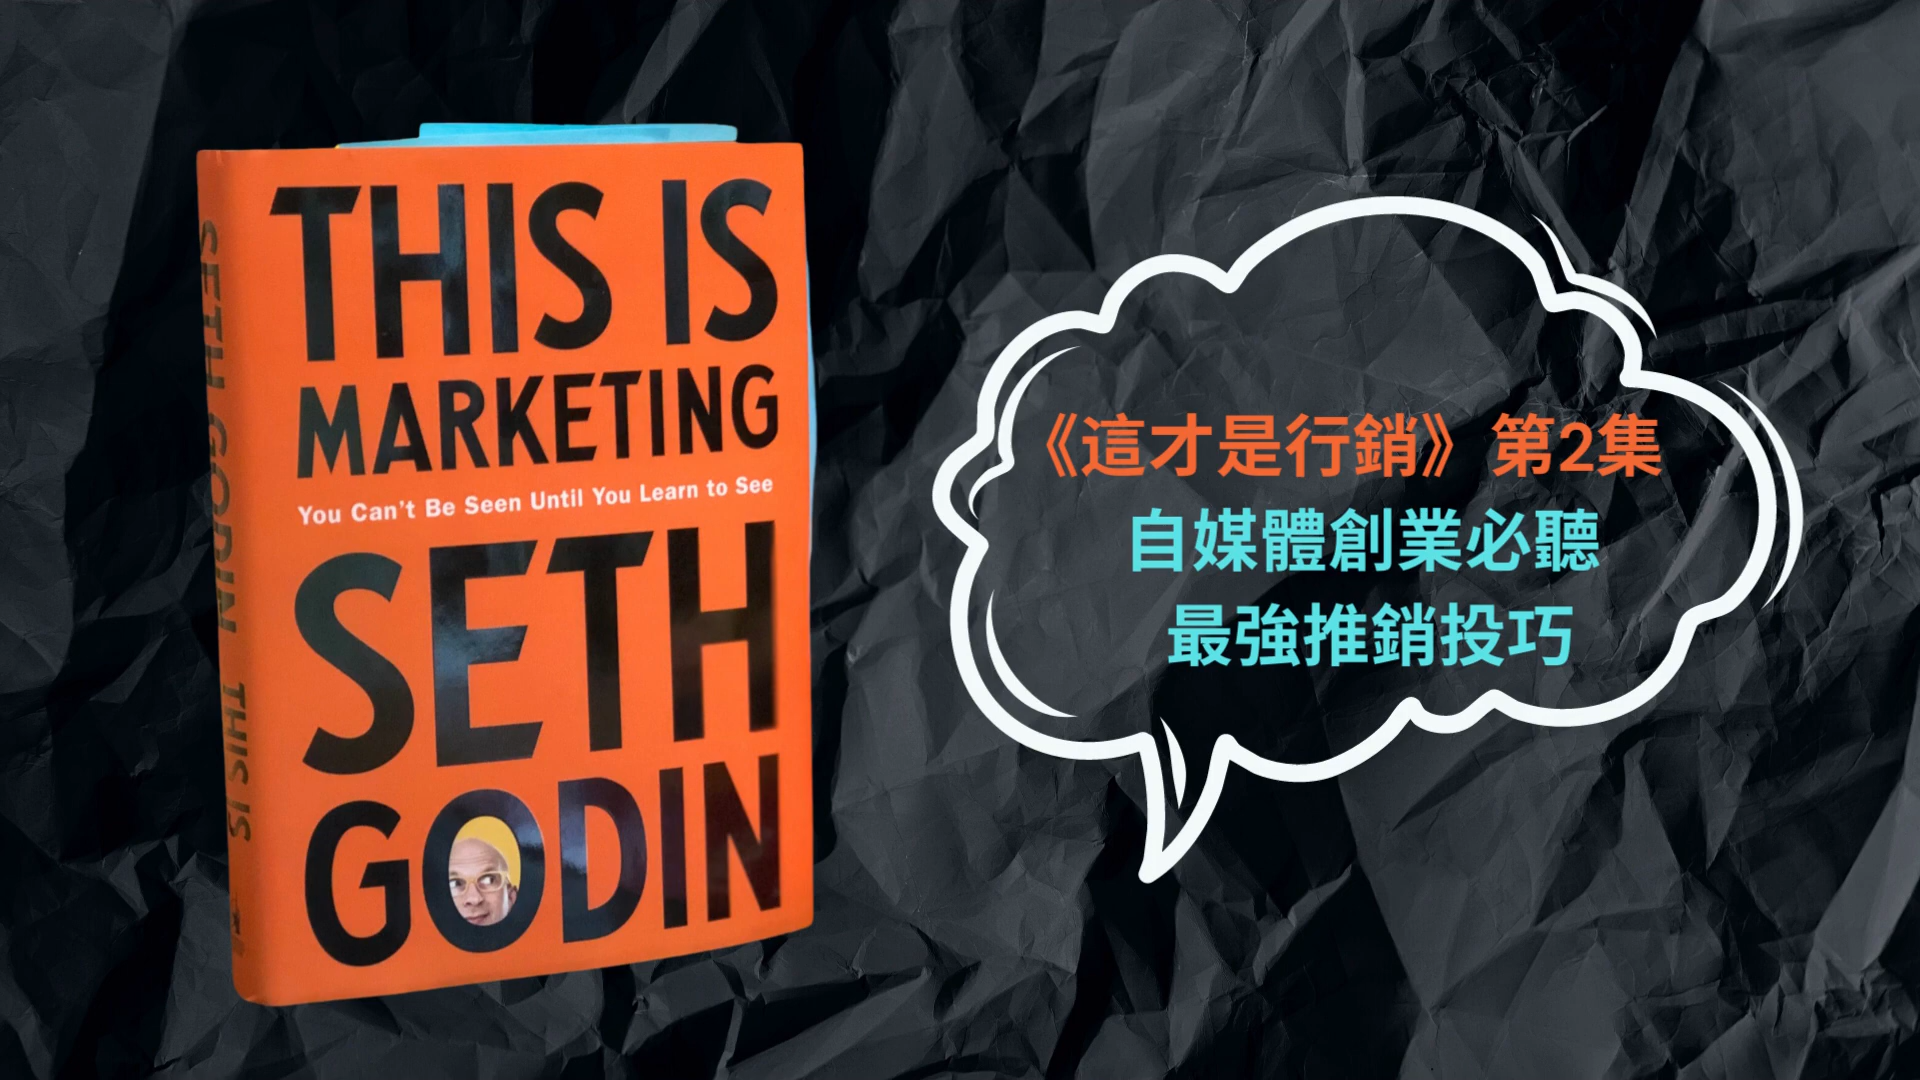 THIS IS
MARKETING
You Can't Be Seen Until You Learn to See
SETH
GODIN
SETH GODIN THIS IS
《這才是行銷》 第2集
自媒體創業必聽
最強推銷投巧